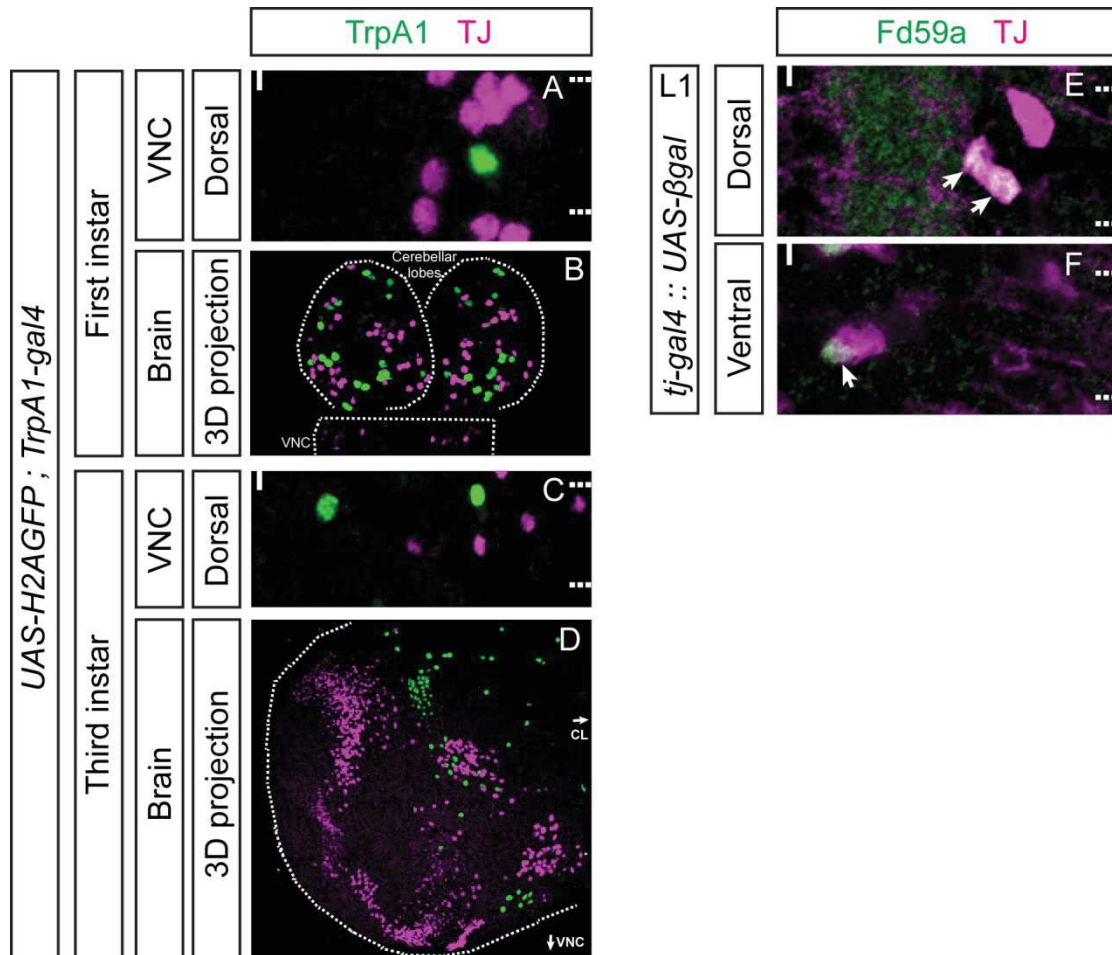 TrpA1 TJ
UAS-H2AGFP ; TrpA1-gal4
First instar
VNC
Dorsal
A
Brain
3D projection
Cerebellar
lobes
B
VNC
Third instar
VNC
Dorsal
C
Brain
3D projection
D
CL
VNC
Fd59a TJ
tj-gal4 :: UAS-βgal
L1
Dorsal
E
Ventral
F